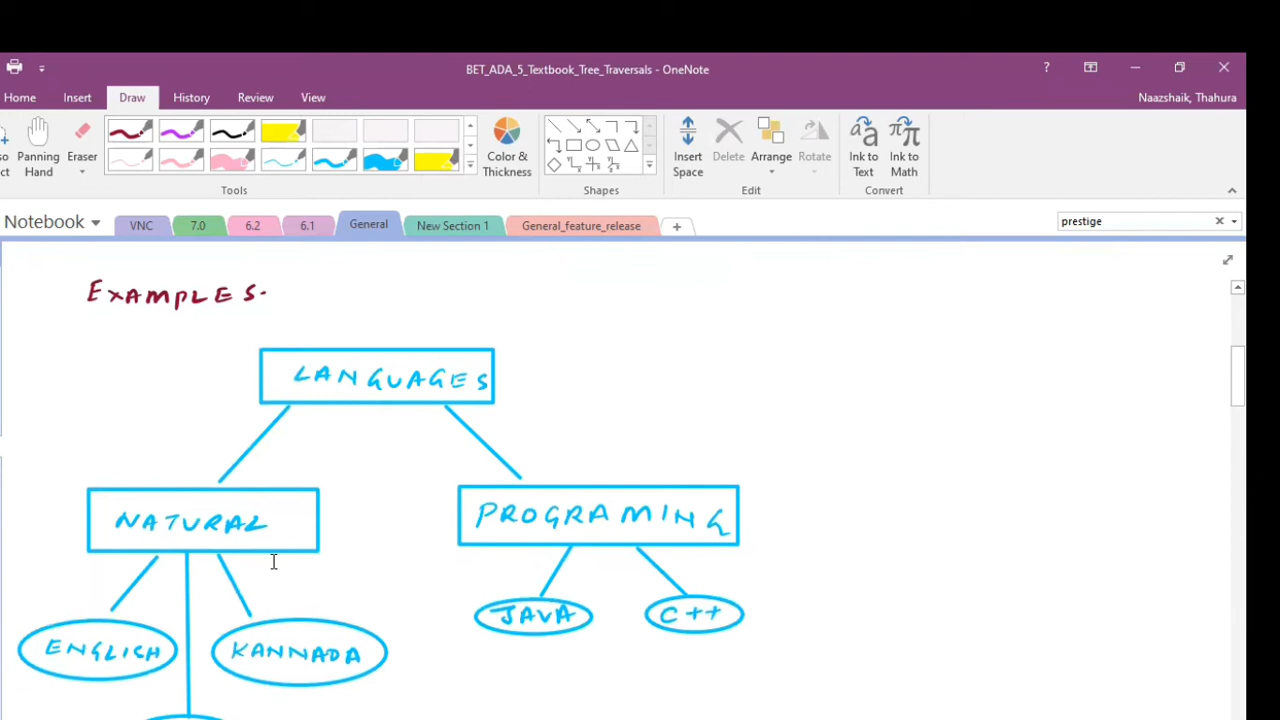 BET_ADA_5_Textbook_Tree_Traversals - OneNote
?
Home Insert Draw History Review View
Naazshaik, Thahura
Panning Hand
Eraser
Color & Thickness
Insert Space
Delete
Arrange
Rotate
Ink to Text
Ink to Math
Tools
Shapes
Edit
Convert
Notebook
VNC
7.0
6.2
6.1
General
New Section 1
General_feature_release
prestige
EXAMPLES.
LANGUAGES
NATURAL
PROGRAMING
JAVA
C++
ENGLISH
KANNADA